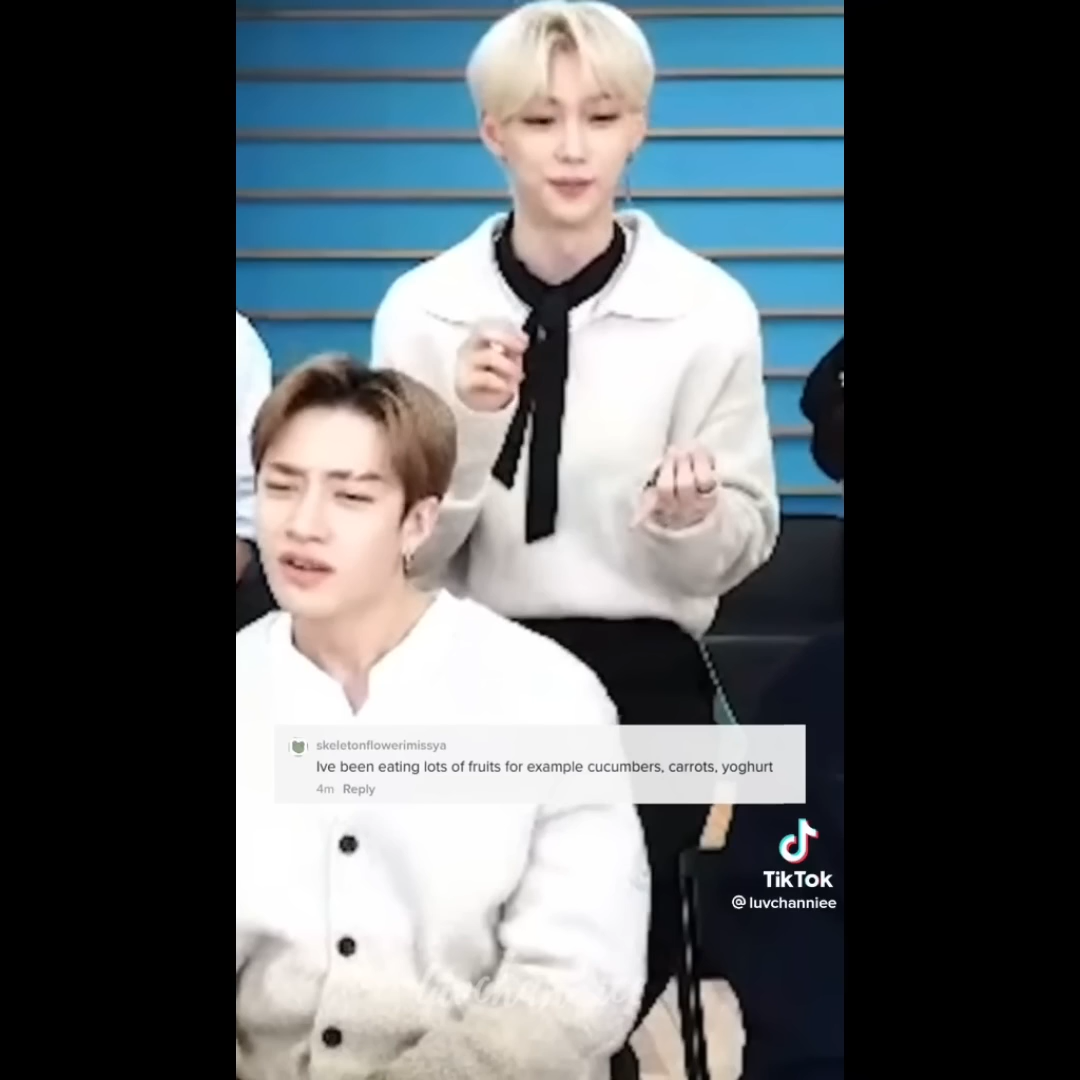 skeletonflowerimissya
Ive been eating lots of fruits for example cucumbers, carrots, yoghurt
4m Reply
TikTok
@luvchanniee